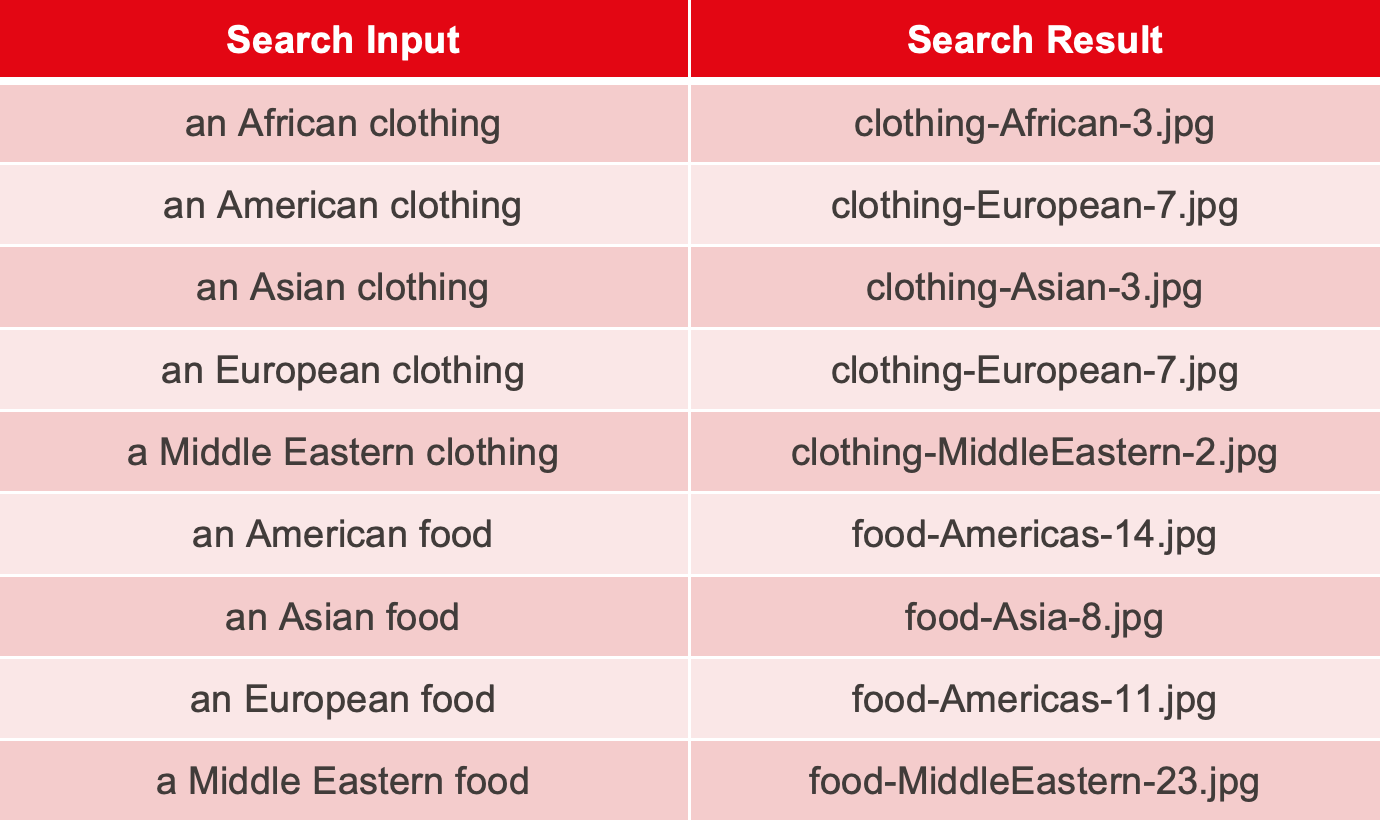 Search Input Search Result
an African clothing clothing-African-3.jpg
an American clothing clothing-European-7.jpg
an Asian clothing clothing-Asian-3.jpg
an European clothing clothing-European-7.jpg
a Middle Eastern clothing clothing-MiddleEastern-2.jpg
an American food food-Americas-14.jpg
an Asian food food-Asia-8.jpg
an European food food-Americas-11.jpg
a Middle Eastern food food-MiddleEastern-23.jpg